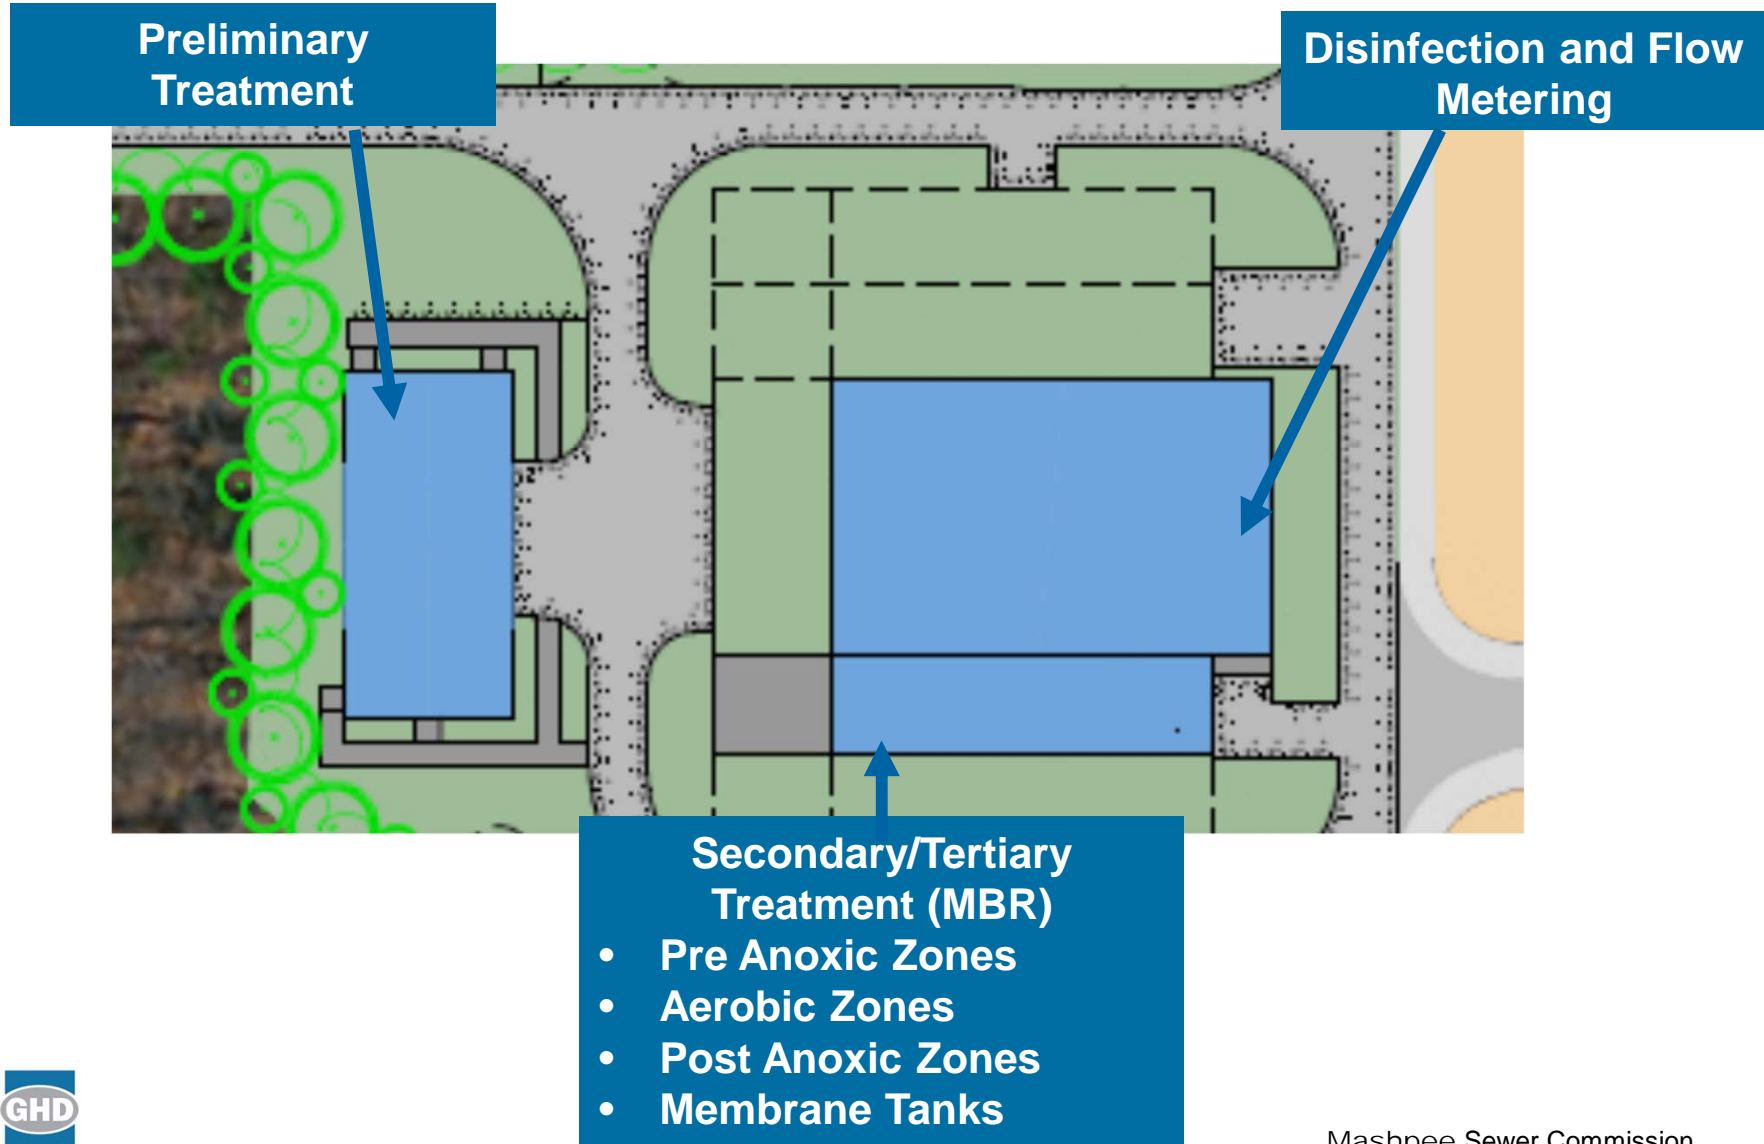 Preliminary
Treatment
Disinfection and Flow
Metering
Secondary/Tertiary
Treatment (MBR)
• Pre Anoxic Zones
• Aerobic Zones
• Post Anoxic Zones
• Membrane Tanks
GHD
Mashpee Sewer Commission